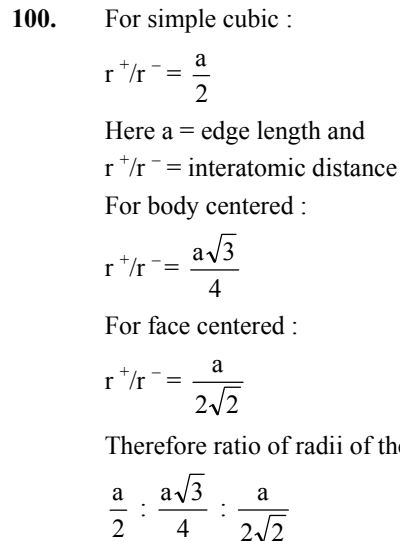 100. For simple cubic :
r⁺/r⁻ = a/2
Here a = edge length and
r⁺/r⁻ = interatomic distance
For body centered :
r⁺/r⁻ = a√3/4
For face centered :
r⁺/r⁻ = a/2√2
Therefore ratio of radii of
a/2 : a√3/4 : a/2√2